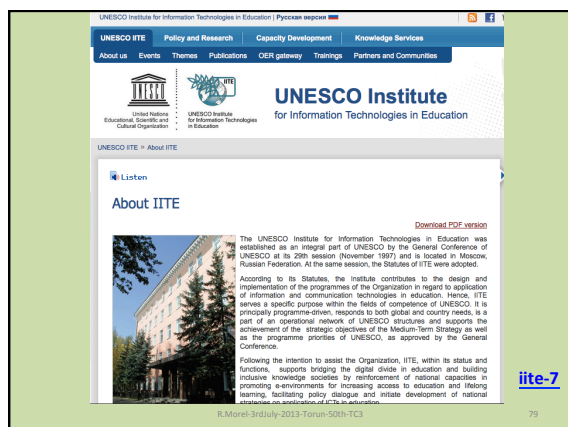 UNESCO Institute for Information Technologies in Education | Русская версия
UNESCO IITE Policy and Research Capacity Development Knowledge Services
About us Events Themes Publications OER gateway Trainings Partners and Communities
UNESCO
IITE
United Nations
Educational, Scientific and
Cultural Organization
UNESCO Institute
for Information Technologies
in Education
UNESCO Institute
for Information Technologies in Education
UNESCO IITE » About IITE
Listen
About IITE
Download PDF version
The UNESCO Institute for Information Technologies in Education was
established as an integral part of UNESCO by the General Conference of
UNESCO at its 29th session (November 1997) and is located in Moscow,
Russian Federation. At the same session, the Statutes of IITE were adopted.
According to its Statutes, the Institute contributes to the design and
implementation of the programmes of the Organization in regard to application
of information and communication technologies in education. Hence, IITE
serves a specific purpose within the fields of competence of UNESCO. It is
principally programme-driven, responds to both global and country needs, is a
part of an operational network of UNESCO structures and supports the
achievement of the strategic objectives of the Medium-Term Strategy as well
as the programme priorities of UNESCO, as approved by the General
Conference.
Following the intention to assist the Organization, IITE, within its status and
functions, supports bridging the digital divide in education and building
inclusive knowledge societies by reinforcement of national capacities in
promoting e-environments for increasing access to education and lifelong
learning, facilitating policy dialogue and initiate development of national
strategies on application of ICTs in education.
iite-7
R.Morel-3rdJuly-2013-Torun-50th-TC3
79